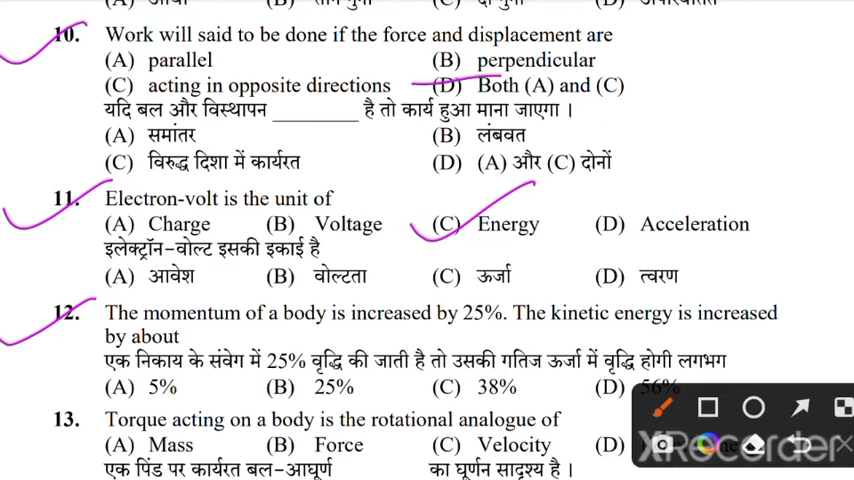 10. Work will said to be done if the force and displacement are
(A) parallel (B) perpendicular
(C) acting in opposite directions (D) Both (A) and (C)
यदि बल और विस्थापन ________ है तो कार्य हुआ माना जाएगा ।
(A) समांतर (B) लंबवत
(C) विरुद्ध दिशा में कार्यरत (D) (A) और (C) दोनों
11. Electron-volt is the unit of
(A) Charge (B) Voltage (C) Energy (D) Acceleration
इलेक्ट्रॉन-वोल्ट इसकी इकाई है
(A) आवेश (B) वोल्टता (C) ऊर्जा (D) त्वरण
12. The momentum of a body is increased by 25%. The kinetic energy is increased
by about
एक निकाय के संवेग में 25% वृद्धि की जाती है तो उसकी गतिज ऊर्जा में वृद्धि होगी लगभग
(A) 5% (B) 25% (C) 38% (D) 56%
13. Torque acting on a body is the rotational analogue of
(A) Mass (B) Force (C) Velocity (D)
एक पिंड पर कार्यरत बल-आघूर्ण का घूर्णन सादृश्य है ।
XRecorder